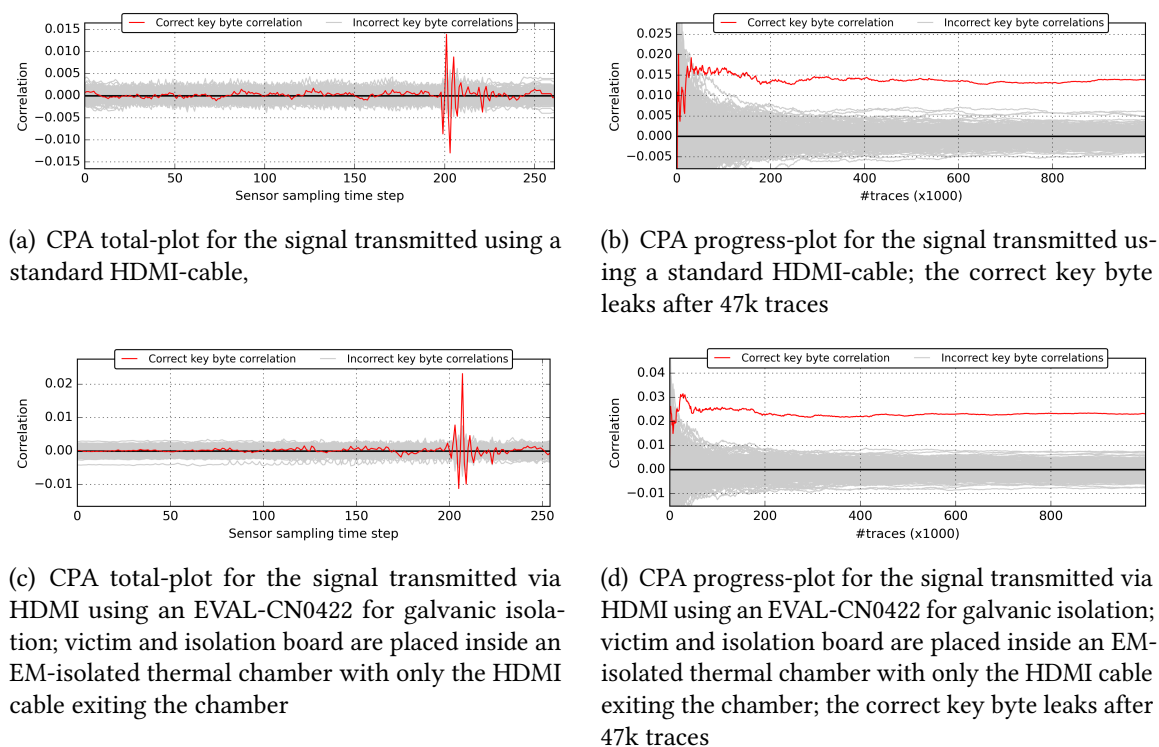 Correct key byte correlation Incorrect key byte correlations
0.015
0.010
0.005
0.000
−0.005
−0.010
−0.015
Correlation
0 50 100 150 200 250
Sensor sampling time step
(a) CPA total-plot for the signal transmitted using a
standard HDMI-cable,
Correct key byte correlation Incorrect key byte correlations
0.025
0.020
0.015
0.010
0.005
0.000
−0.005
Correlation
0 200 400 600 800
#traces (x1000)
(b) CPA progress-plot for the signal transmitted us-
ing a standard HDMI-cable; the correct key byte
leaks after 47k traces
Correct key byte correlation Incorrect key byte correlations
0.02
0.01
0.00
−0.01
Correlation
0 50 100 150 200 250
Sensor sampling time step
(c) CPA total-plot for the signal transmitted via
HDMI using an EVAL-CN0422 for galvanic isola-
tion; victim and isolation board are placed inside an
EM-isolated thermal chamber with only the HDMI
cable exiting the chamber
Correct key byte correlation Incorrect key byte correlations
0.04
0.03
0.02
0.01
0.00
−0.01
Correlation
0 200 400 600 800
#traces (x1000)
(d) CPA progress-plot for the signal transmitted via
HDMI using an EVAL-CN0422 for galvanic isolation;
victim and isolation board are placed inside an EM-
isolated thermal chamber with only the HDMI cable
exiting the chamber; the correct key byte leaks after
47k traces